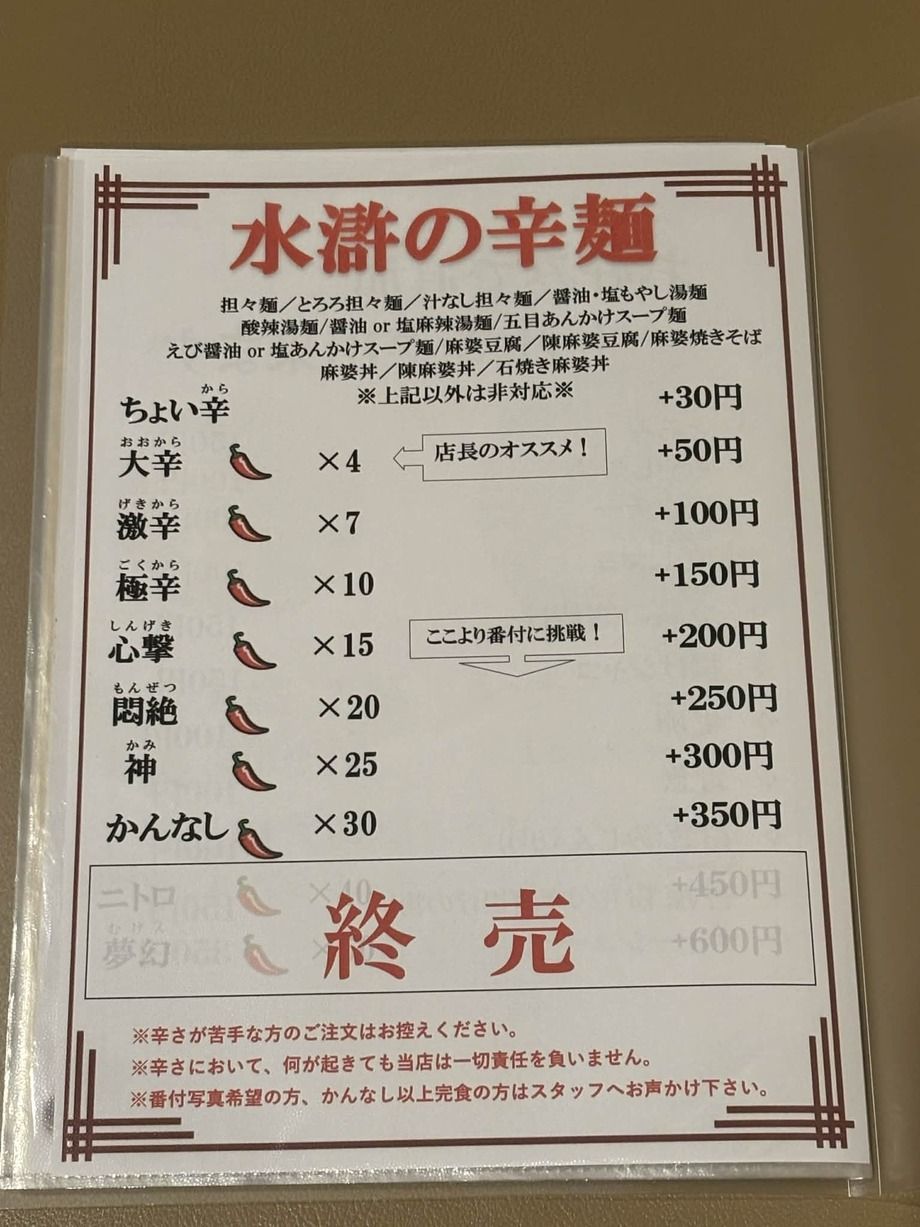 水滸の辛麺
担々麺／とろろ担々麺／汁なし担々麺／醤油・塩もやし湯麺
酸辣湯麺/醤油 or 塩麻辣湯麺/五目あんかけスープ麺
えび醤油 or 塩あんかけスープ麺/麻婆豆腐／陳麻婆豆腐/麻婆焼きそば
麻婆丼／陳麻婆丼／石焼き麻婆丼
※上記以外は非対応※
から
ちょい辛 +30円
おおから
大辛 ×4 店長のオススメ！ +50円
げきから
激辛 ×7 +100円
ごくから
極辛 ×10 +150円
しんげき
心撃 ×15 ここより番付に挑戦！ +200円
もんぜつ
悶絶 ×20 +250円
かみ
神 ×25 +300円
かんなし ×30 +350円
ニトロ ×40 +450円
むげん
夢幻 +600円
終売
※辛さが苦手な方のご注文はお控えください。
※辛さにおいて、何が起きても当店は一切責任を負いません。
※番付写真希望の方、かんなし以上完食の方はスタッフへお声かけ下さい。